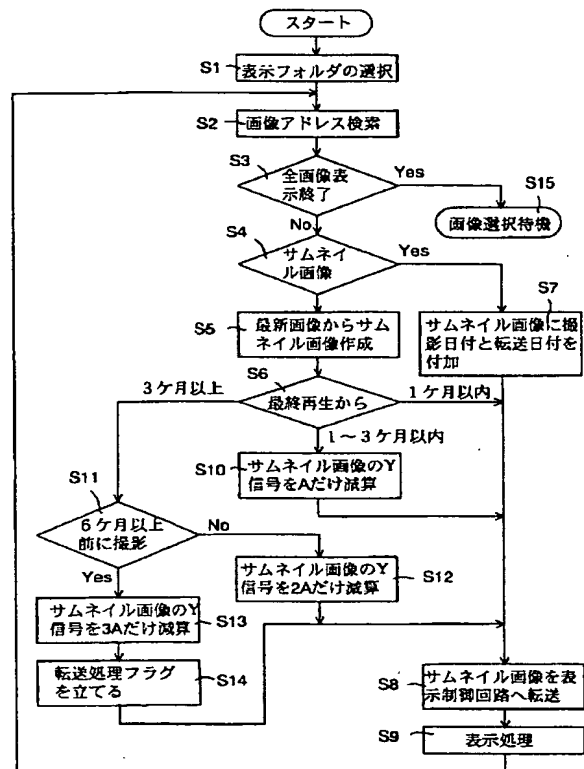 スタート
S1
表示フォルダの選択
S2
画像アドレス検索
S3
全画像表
示終了
Yes
S15
画像選択待機
No
S4
サムネイ
ル画像
Yes
S7
サムネイル画像に撮
影日付と転送日付を
付加
S5
最新画像からサム
ネイル画像作成
S6
最終再生から
3ケ月以上
1ケ月以内
1～3ケ月以内
S10
サムネイル画像のY
信号をAだけ減算
S11
6ケ月以上
前に撮影
No
Yes
サムネイル画像のY
信号を2Aだけ減算
S12
サムネイル画像のY
信号を3Aだけ減算
S13
転送処理フラグ
を立てる
S14
S8
サムネイル画像を表
示制御回路へ転送
S9
表示処理